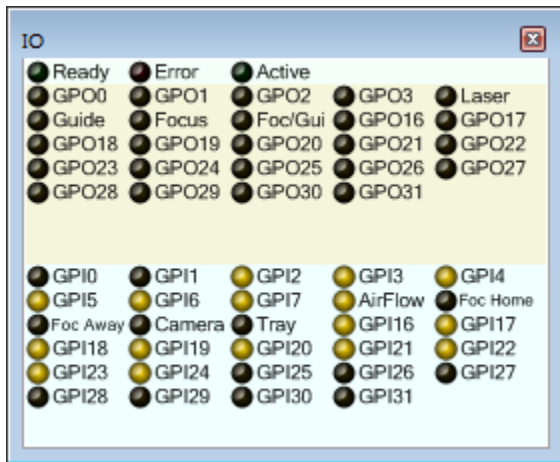 IO
Ready Error Active
GPO0 GPO1 GPO2 GPO3 Laser
Guide Focus Foc/Gui GPO16 GPO17
GPO18 GPO19 GPO20 GPO21 GPO22
GPO23 GPO24 GPO25 GPO26 GPO27
GPO28 GPO29 GPO30 GPO31
GPI0 GPI1 GPI2 GPI3 GPI4
GPI5 GPI6 GPI7 AirFlow Foc Home
Foc Away Camera Tray GPI16 GPI17
GPI18 GPI19 GPI20 GPI21 GPI22
GPI23 GPI24 GPI25 GPI26 GPI27
GPI28 GPI29 GPI30 GPI31